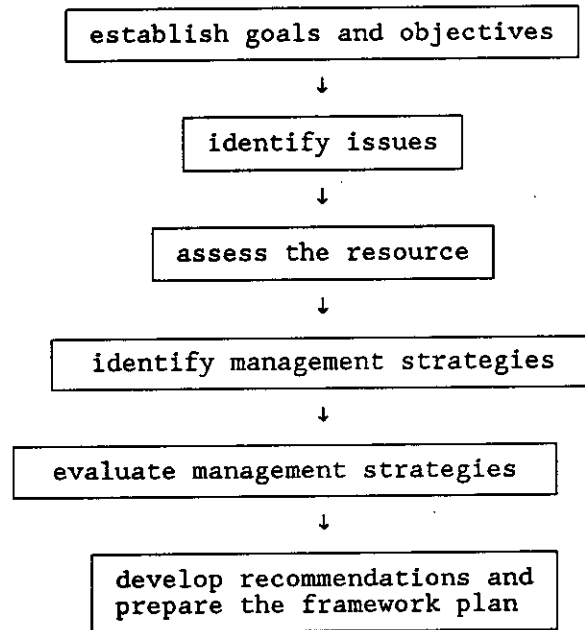 establish goals and objectives
↓
identify issues
↓
assess the resource
↓
identify management strategies
↓
evaluate management strategies
↓
develop recommendations and
prepare the framework plan